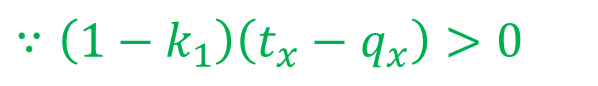 ∵ (1 − k₁)(tₓ − qₓ) > 0